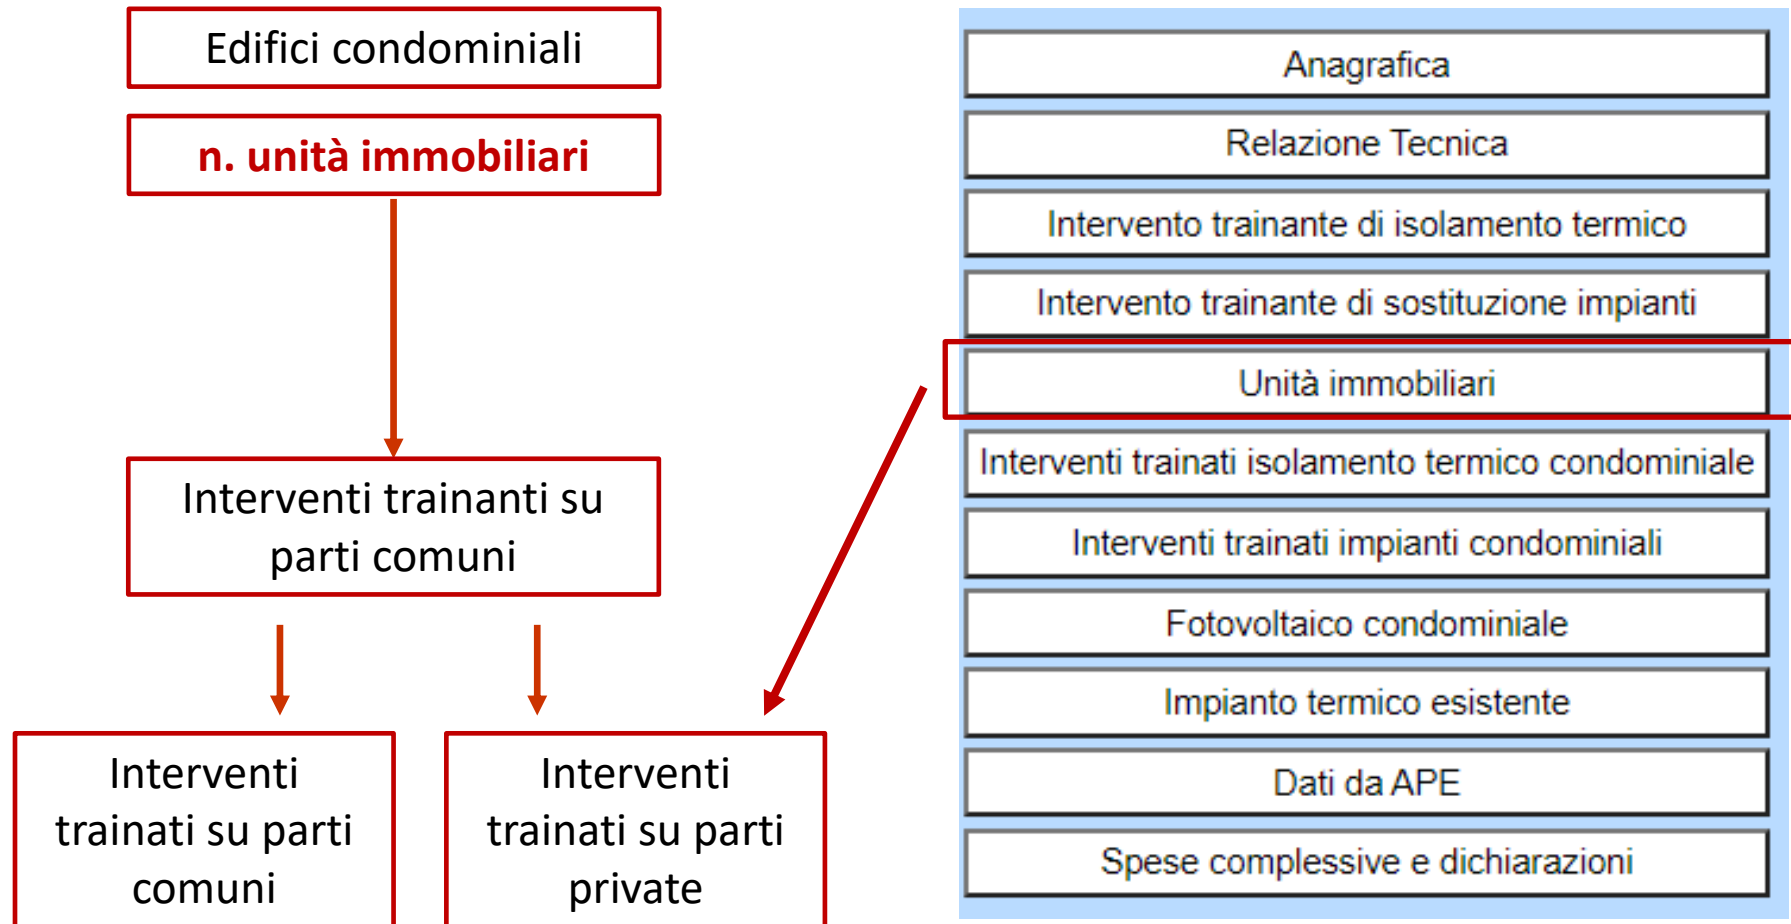 Edifici condominiali
n. unità immobiliari
Interventi trainanti su
parti comuni
Interventi
trainati su parti
comuni
Interventi
trainati su parti
private
Anagrafica
Relazione Tecnica
Intervento trainante di isolamento termico
Intervento trainante di sostituzione impianti
Unità immobiliari
Interventi trainati isolamento termico condominiale
Interventi trainati impianti condominiali
Fotovoltaico condominiale
Impianto termico esistente
Dati da APE
Spese complessive e dichiarazioni